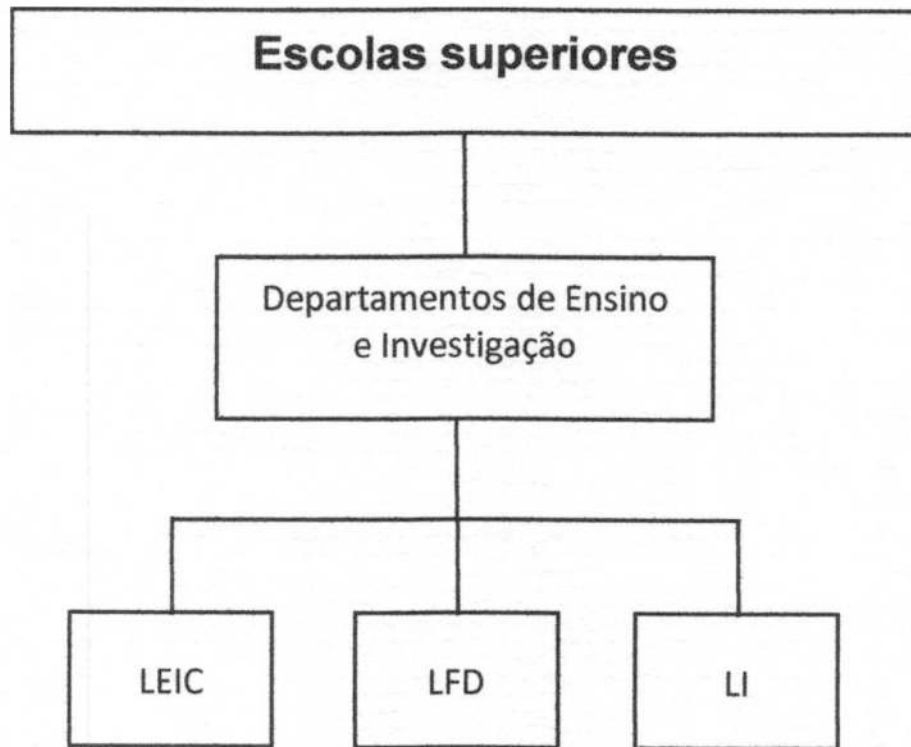 Escolas superiores
Departamentos de Ensino
e Investigação
LEIC
LFD
LI